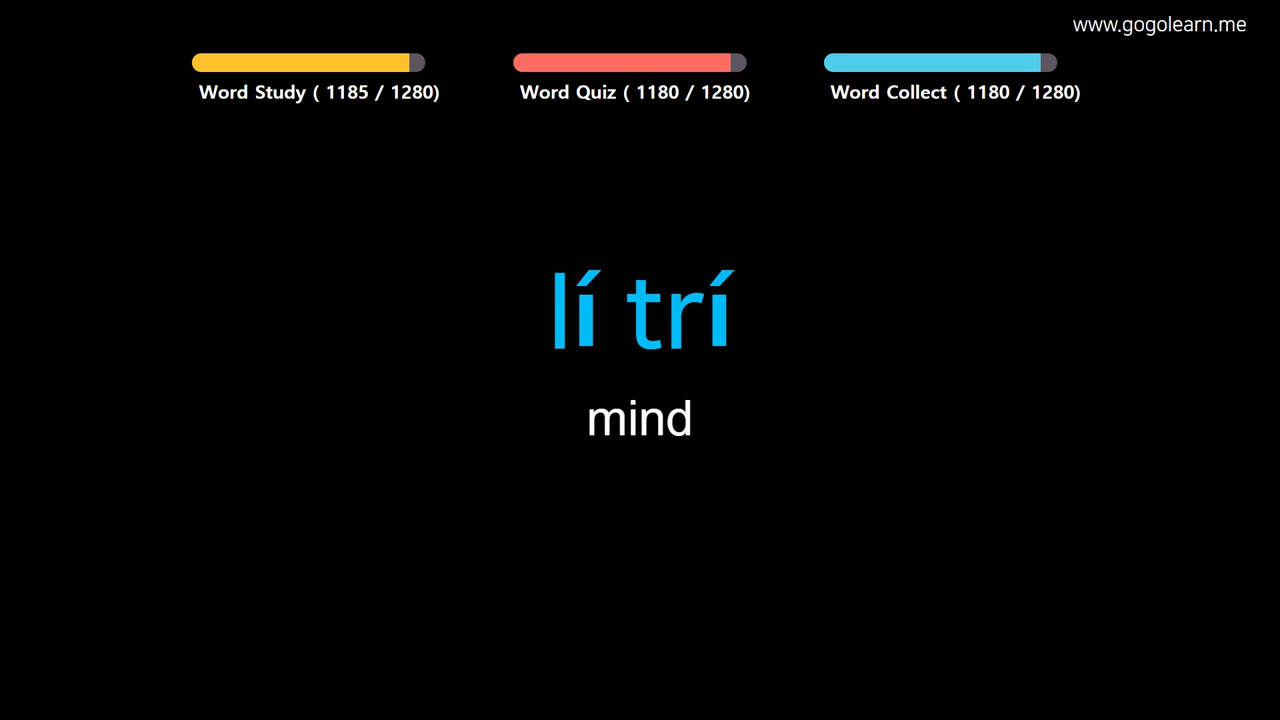 www.gogolearn.me
Word Study ( 1185 / 1280)
Word Quiz ( 1180 / 1280)
Word Collect ( 1180 / 1280)
lí trí
mind